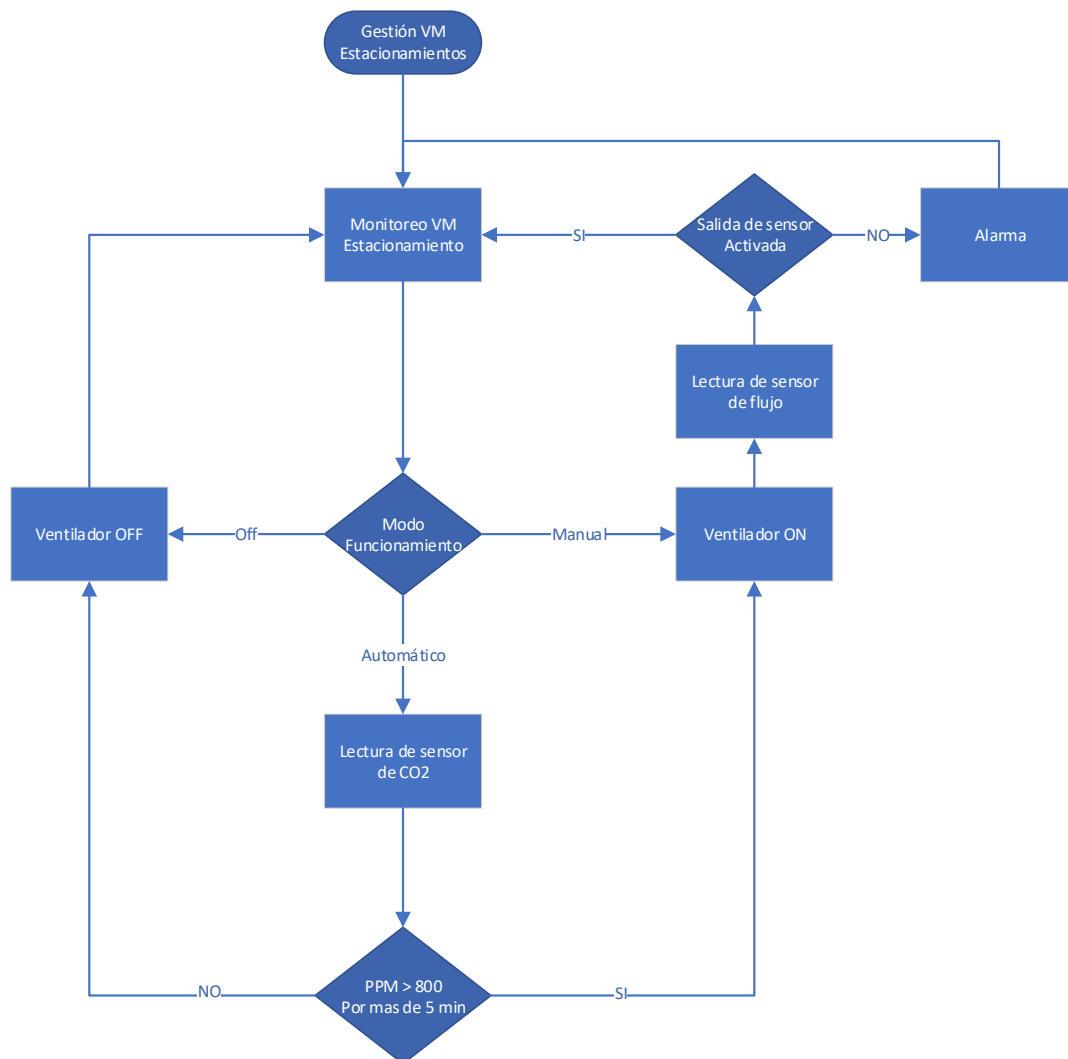 Gestión VM
Estacionamientos
Monitoreo VM
Estacionamiento
SI
Salida de sensor
Activada
NO
Alarma
Lectura de sensor
de flujo
Ventilador OFF
Off
Modo
Funcionamiento
Manual
Ventilador ON
Automático
Lectura de sensor
de CO2
NO
PPM > 800
Por mas de 5 min
SI